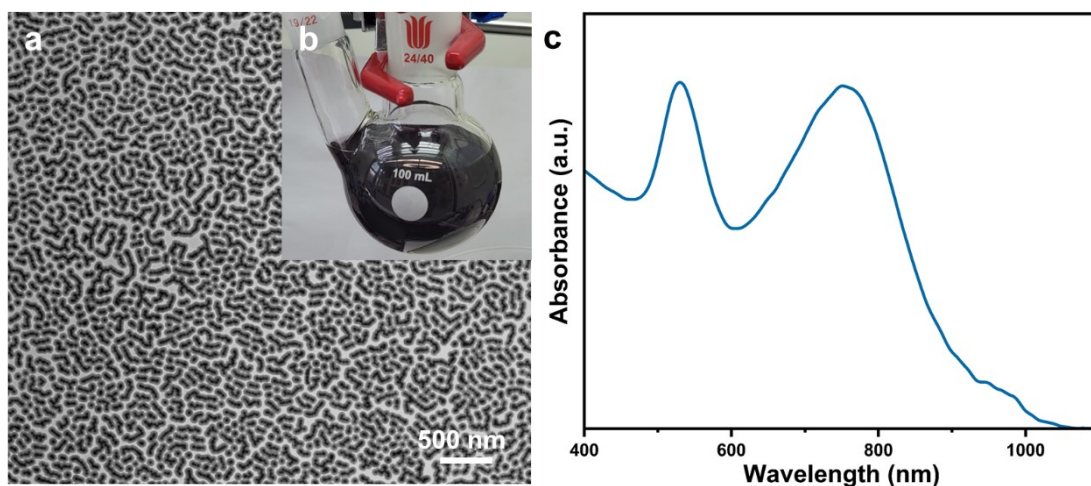 a
500 nm
b
19/22
24/40
100 mL
c
Absorbance (a.u.)
400
600
800
1000
Wavelength (nm)